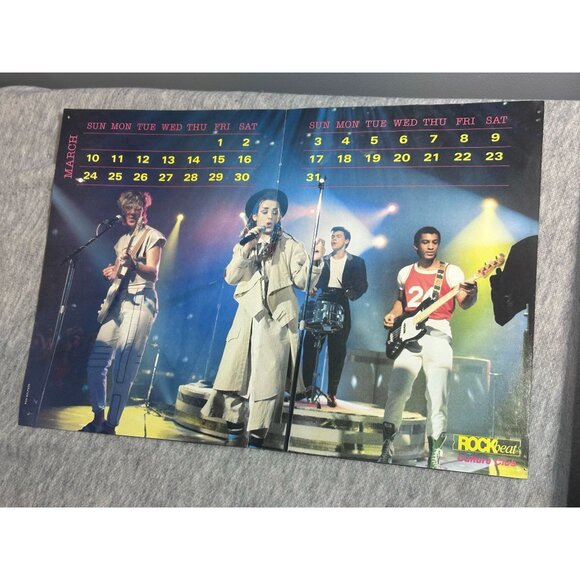 MARCH
SUN MON TUE WED THU FRI SAT
1 2
10 11 12 13 14 15 16
24 25 26 27 28 29 30
SUN MON TUE WED THU FRI SAT
3 4 5 6 7 8 9
17 18 19 20 21 22 23
31
ROCKbeat
Culture Club